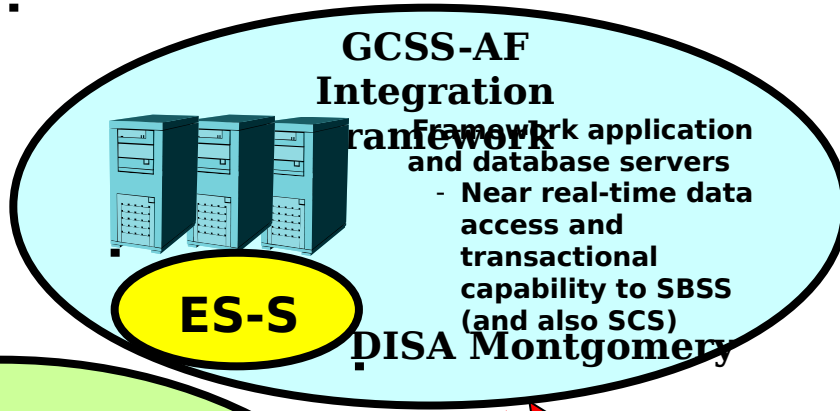 GCSS-AF
Integration
Framework
Framework application
and database servers
- Near real-time data
access and
transactional
capability to SBSS
(and also SCS)
ES-S
DISA Montgomery